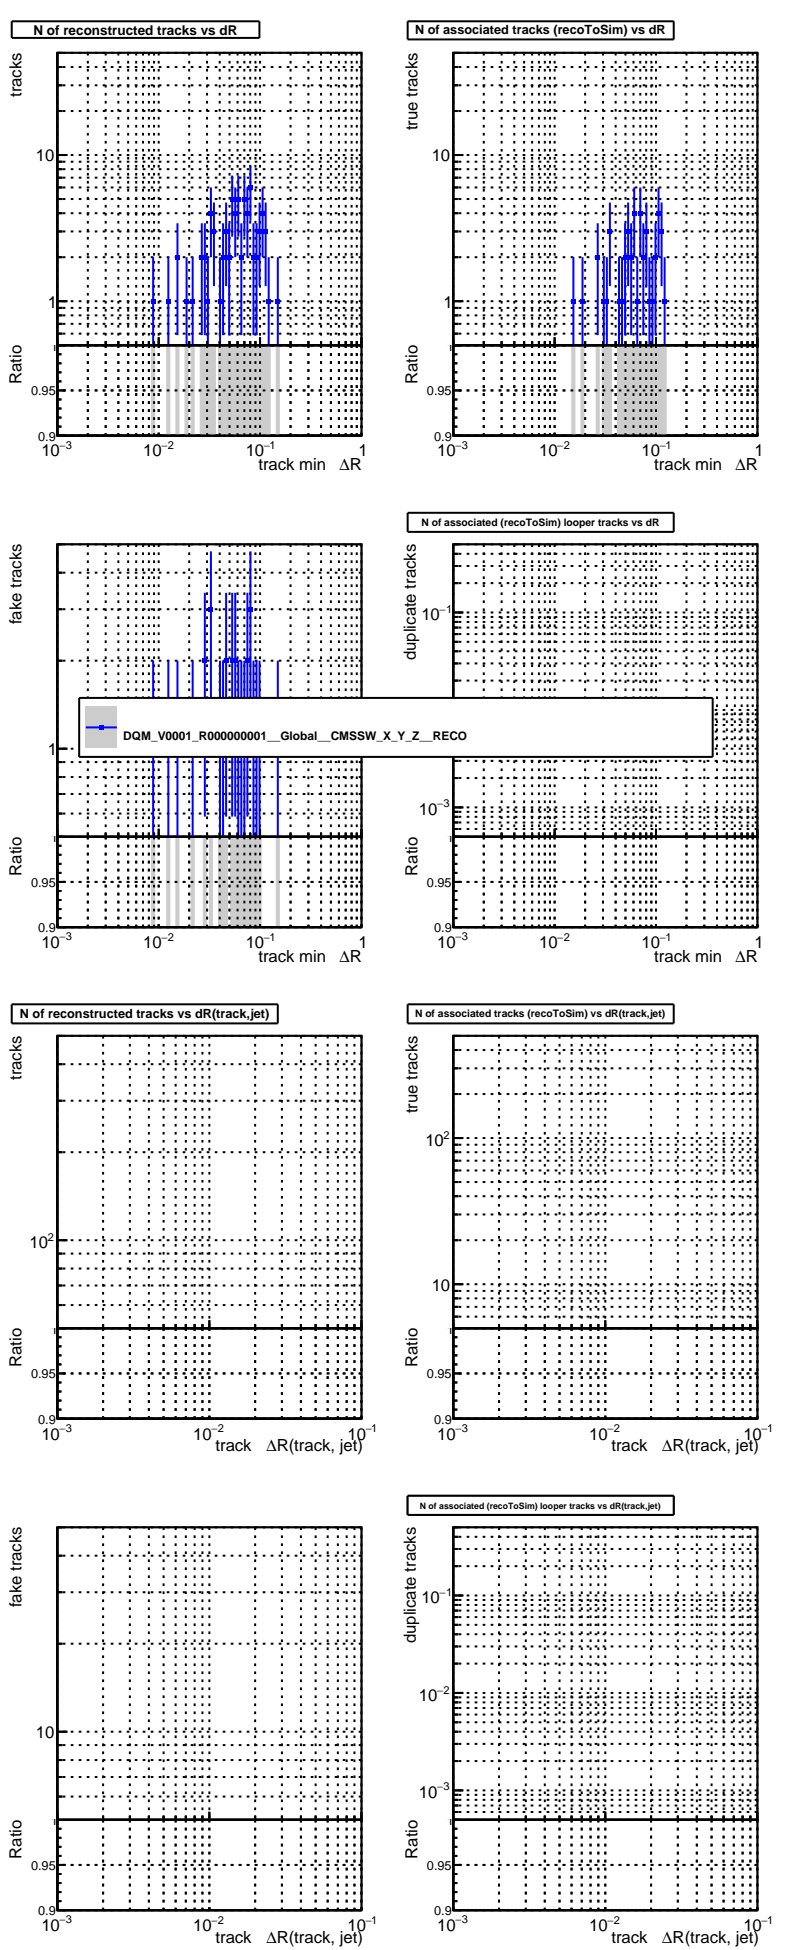 N of reconstructed tracks vs dR
tracks
10
1
Ratio
0.95
0.9
10−3
10−2
10−1
1
track min ΔR
N of associated tracks (recoToSim) vs dR
true tracks
10
1
Ratio
0.95
0.9
10−3
10−2
10−1
1
track min ΔR
fake tracks
1
Ratio
0.95
0.9
10−3
10−2
10−1
1
track min ΔR
N of associated (recoToSim) looper tracks vs dR
duplicate tracks
10−1
10−3
Ratio
0.95
0.9
10−3
10−2
10−1
1
track min ΔR
DQM_V0001_R000000001__Global__CMSSW_X_Y_Z__RECO
N of reconstructed tracks vs dR(track,jet)
tracks
102
Ratio
0.95
0.9
10−3
10−2
10−1
track ΔR(track, jet)
N of associated tracks (recoToSim) vs dR(track,jet)
true tracks
102
10
Ratio
0.95
0.9
10−3
10−2
10−1
track ΔR(track, jet)
fake tracks
10
Ratio
0.95
0.9
10−3
10−2
10−1
track ΔR(track, jet)
N of associated (recoToSim) looper tracks vs dR(track,jet)
duplicate tracks
10−1
10−2
10−3
Ratio
0.95
0.9
10−3
10−2
10−1
track ΔR(track, jet)